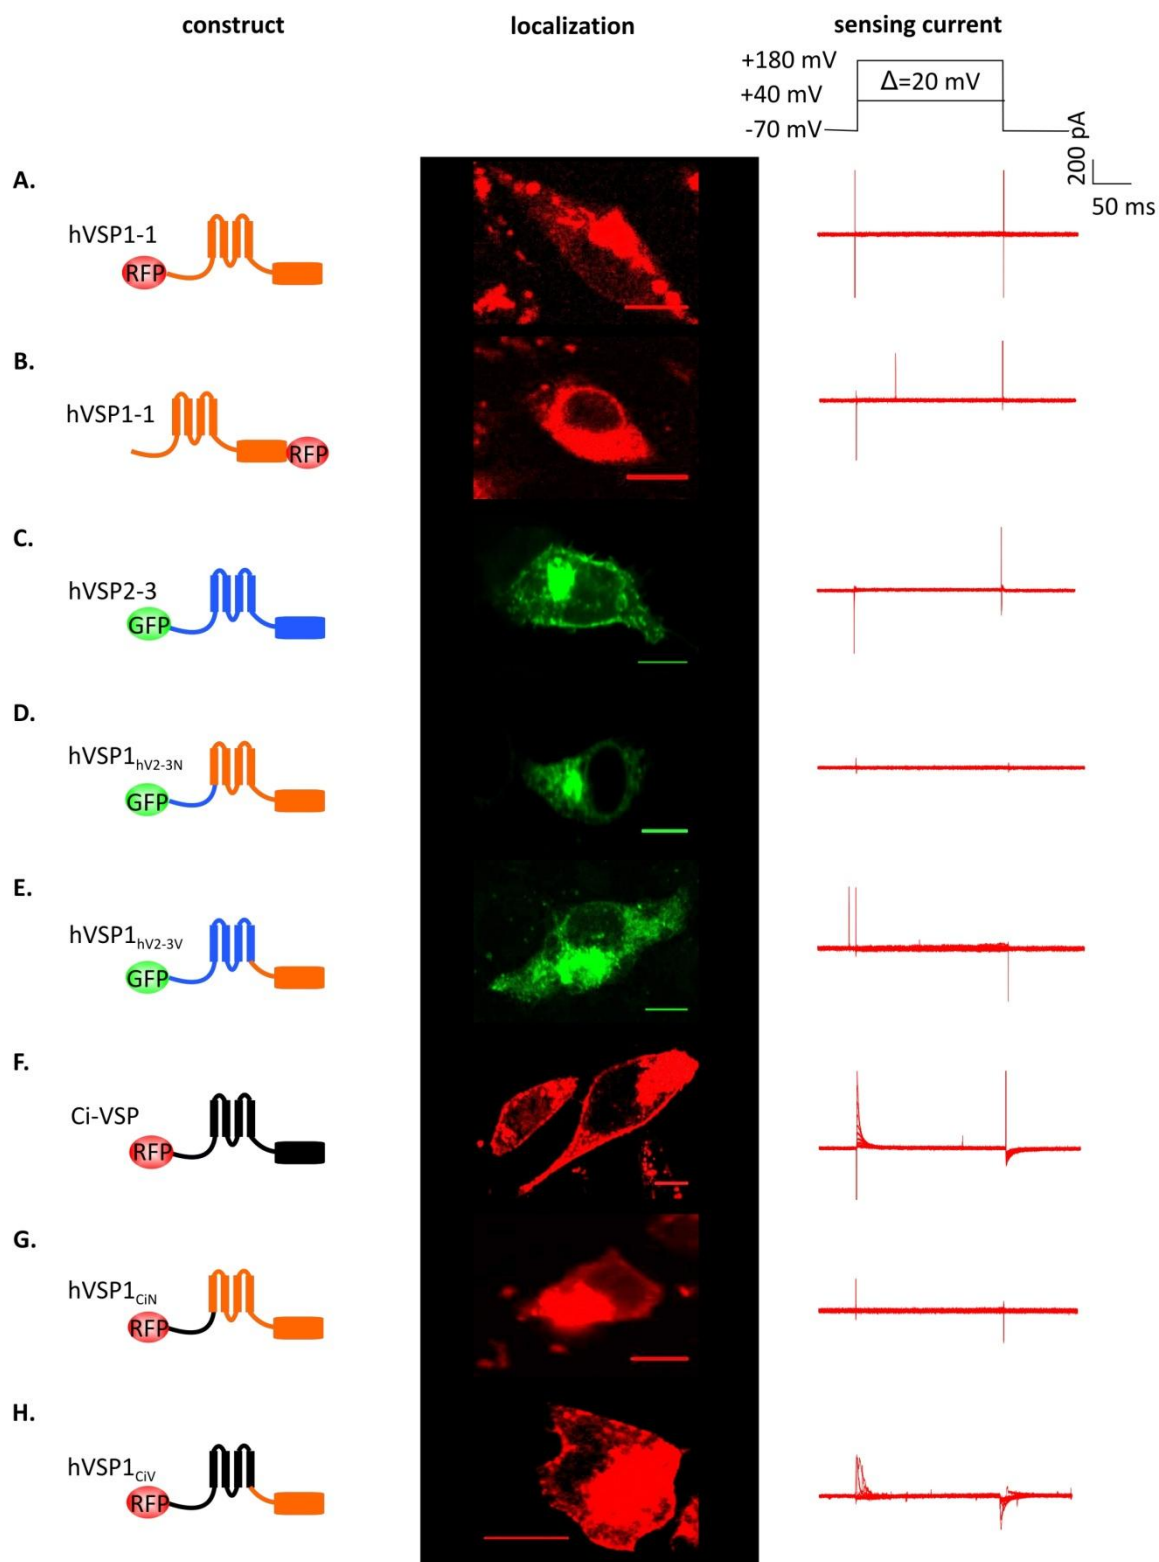 construct localization sensing current
+180 mV
Δ=20 mV
+40 mV
-70 mV
200 pA
50 ms
A.
hVSP1-1
RFP
B.
hVSP1-1
RFP
C.
hVSP2-3
GFP
D.
hVSP1hV2-3N
GFP
E.
hVSP1hV2-3V
GFP
F.
Ci-VSP
RFP
G.
hVSP1CiN
RFP
H.
hVSP1CiV
RFP